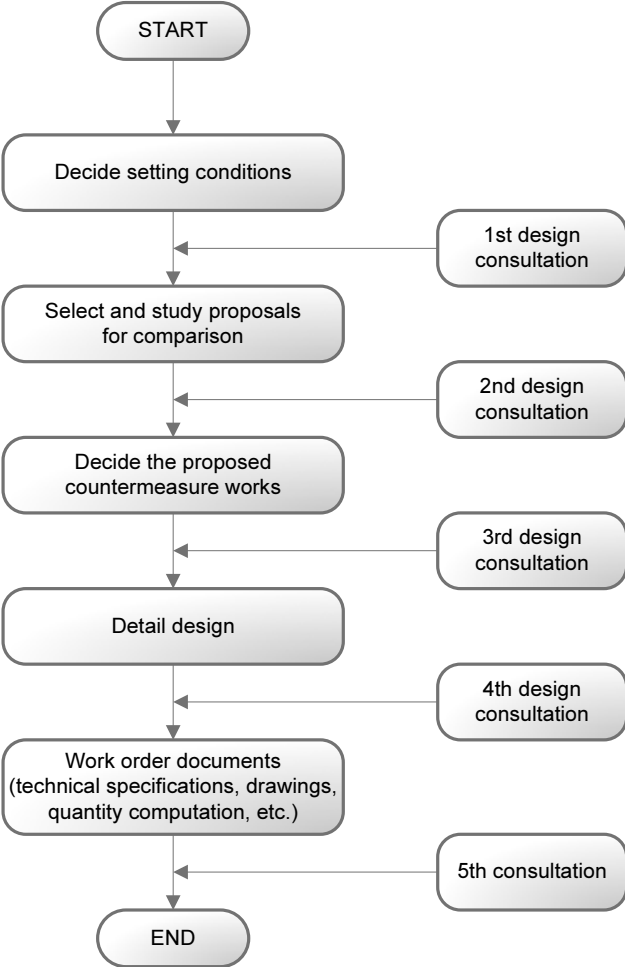 START
Decide setting conditions
1st design
consultation
Select and study proposals
for comparison
2nd design
consultation
Decide the proposed
countermeasure works
3rd design
consultation
Detail design
4th design
consultation
Work order documents
(technical specifications, drawings,
quantity computation, etc.)
5th consultation
END